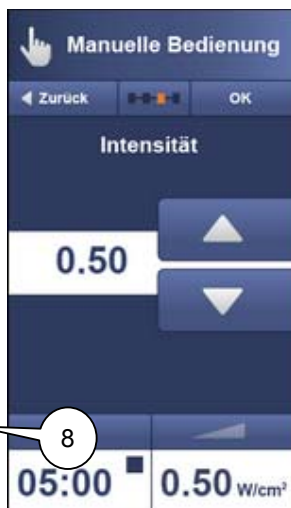 Manuelle Bedienung
Zurück OK
Intensität
0.50
8
05:00 0.50 W/cm²